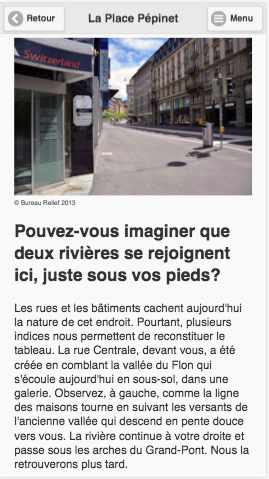 Retour
La Place Pépinet
Menu
Switzerland
© Bureau Relief 2013
Pouvez-vous imaginer que
deux rivières se rejoignent
ici, juste sous vos pieds?
Les rues et les bâtiments cachent aujourd'hui
la nature de cet endroit. Pourtant, plusieurs
indices nous permettent de reconstituer le
tableau. La rue Centrale, devant vous, a été
créée en comblant la vallée du Flon qui
s'écoule aujourd'hui en sous-sol, dans une
galerie. Observez, à gauche, comme la ligne
des maisons tourne en suivant les versants de
l'ancienne vallée qui descend en pente douce
vers vous. La rivière continue à votre droite et
passe sous les arches du Grand-Pont. Nous la
retrouverons plus tard.